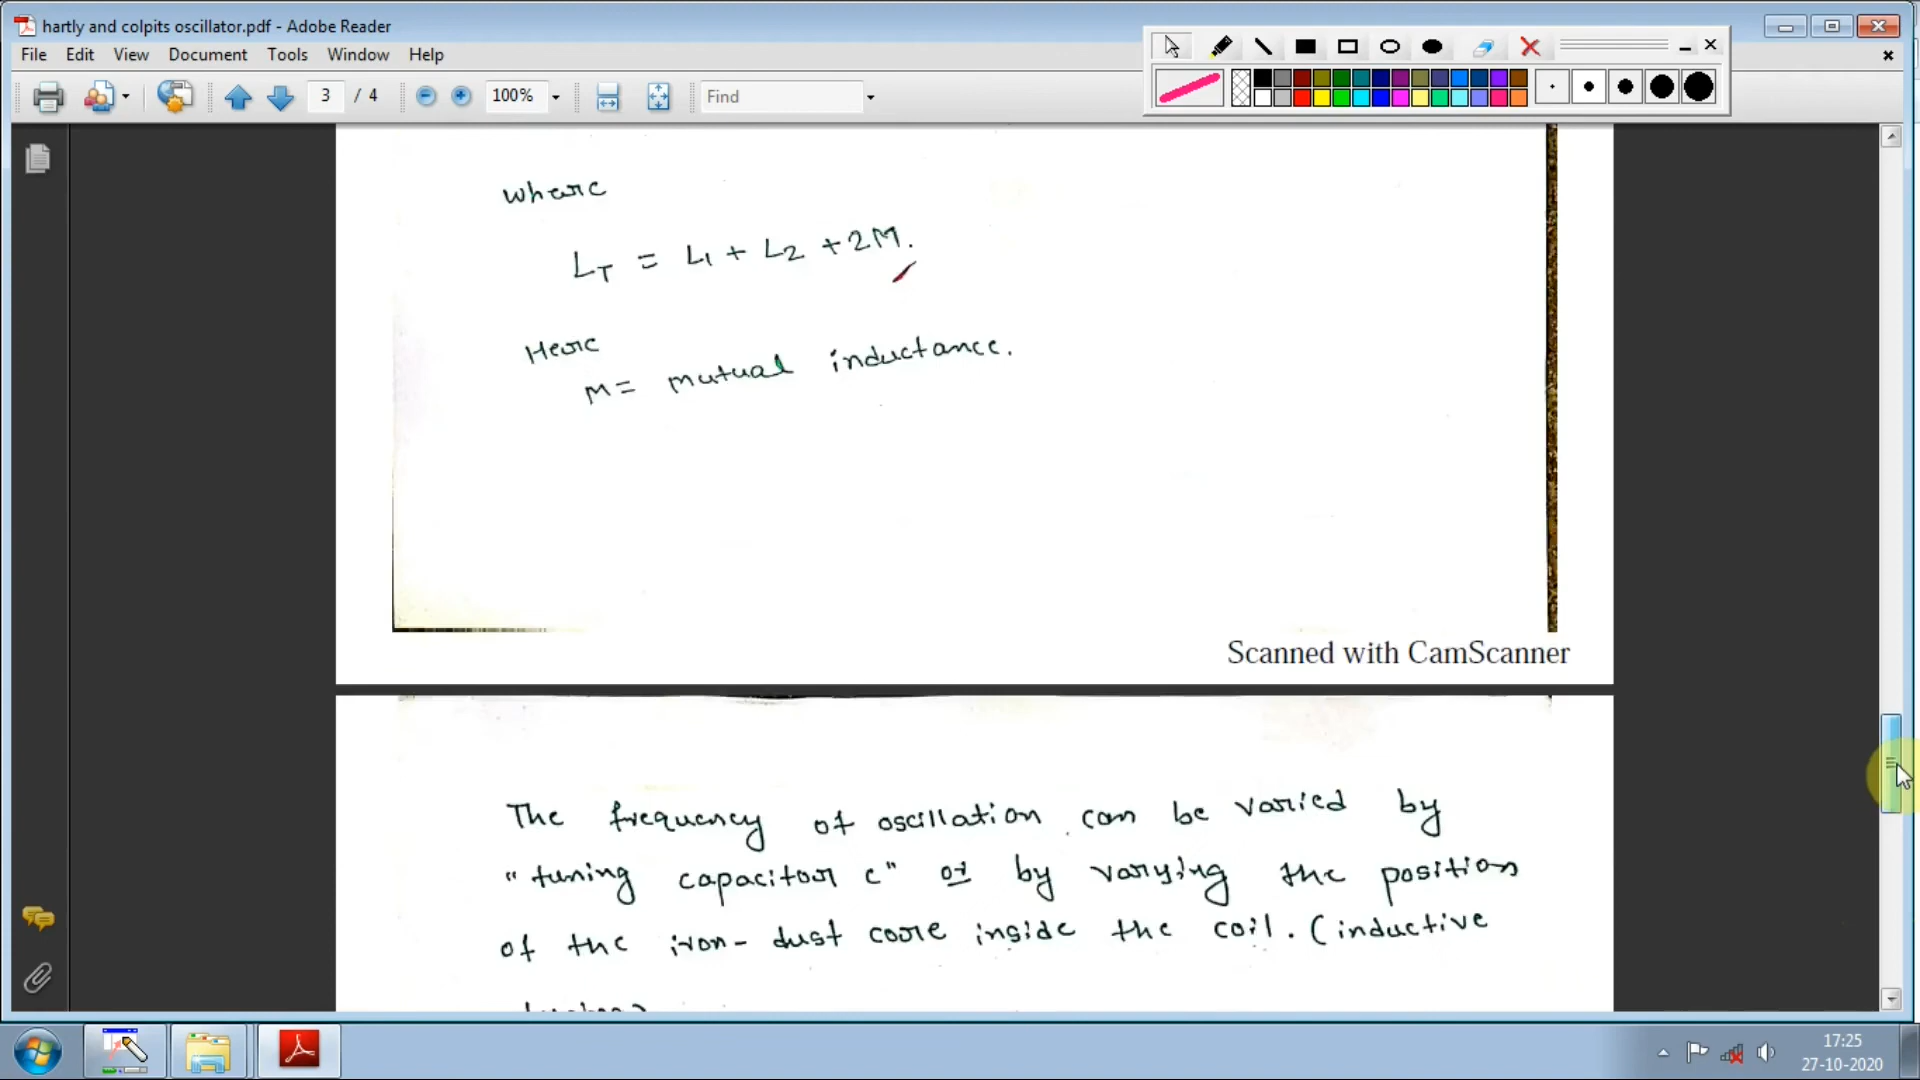 hartly and colpits oscillator.pdf - Adobe Reader
File Edit View Document Tools Window Help
3 / 4 100% Find
where
LT = L1 + L2 + 2M.
Here
M = mutual inductance.
Scanned with CamScanner
The frequency of oscillation can be varied by
"tuning capacitor c" or by varying the position
of the iron-dust core inside the coil. (inductive
17:25
27-10-2020